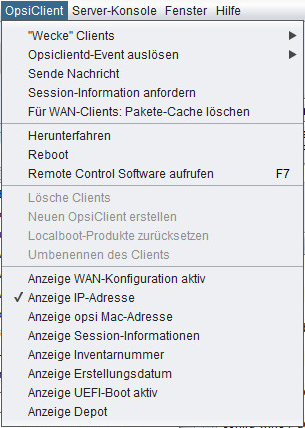 OpsiClient Server-Konsole Fenster Hilfe
"Wecke" Clients
Opsiclientd-Event auslösen
Sende Nachricht
Session-Information anfordern
Für WAN-Clients: Pakete-Cache löschen
Herunterfahren
Reboot
Remote Control Software aufrufen F7
Lösche Clients
Neuen OpsiClient erstellen
Localboot-Produkte zurücksetzen
Umbenennen des Clients
Anzeige WAN-Konfiguration aktiv
Anzeige IP-Adresse
Anzeige opsi Mac-Adresse
Anzeige Session-Informationen
Anzeige Inventarnummer
Anzeige Erstellungsdatum
Anzeige UEFI-Boot aktiv
Anzeige Depot